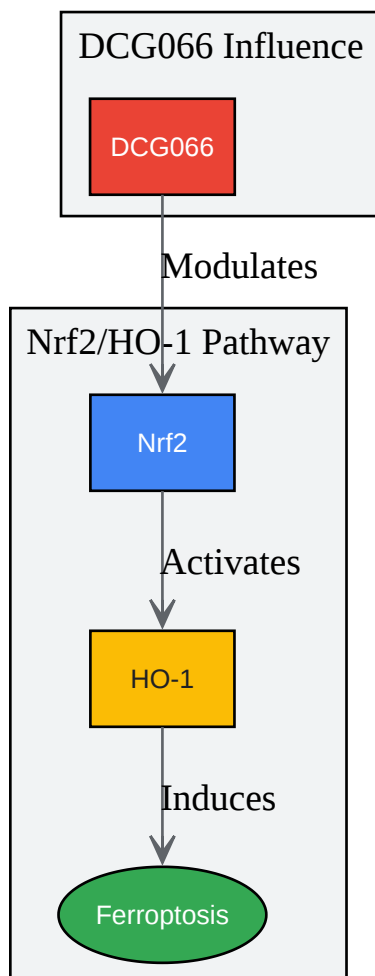 DCG066 Influence
DCG066
Modulates
Nrf2/HO-1 Pathway
Nrf2
Activates
HO-1
Induces
Ferroptosis